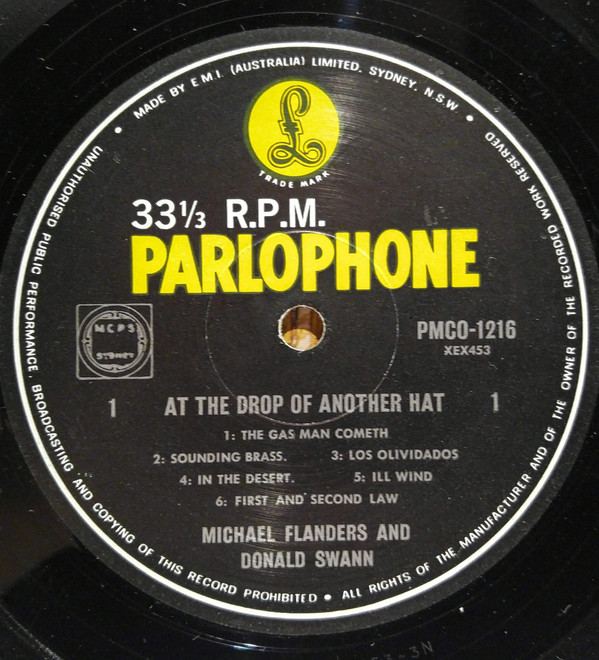 MADE BY E.M.I. (AUSTRALIA) LIMITED, SYDNEY, N.S.W •
£
TRADE MARK
33⅓ R.P.M.
PARLOPHONE
MCPS
SYDNEY
PMCO-1216
XEX453
1 AT THE DROP OF ANOTHER HAT 1
1: THE GAS MAN COMETH
2: SOUNDING BRASS. 3: LOS OLIVIDADOS
4: IN THE DESERT. 5: ILL WIND
6: FIRST AND SECOND LAW
MICHAEL FLANDERS AND
DONALD SWANN
UNAUTHORISED PUBLIC PERFORMANCE, BROADCASTING AND COPYING OF THIS RECORD PROHIBITED • ALL RIGHTS OF THE MANUFACTURER AND OF THE OWNER OF THE RECORDED WORK RESERVED